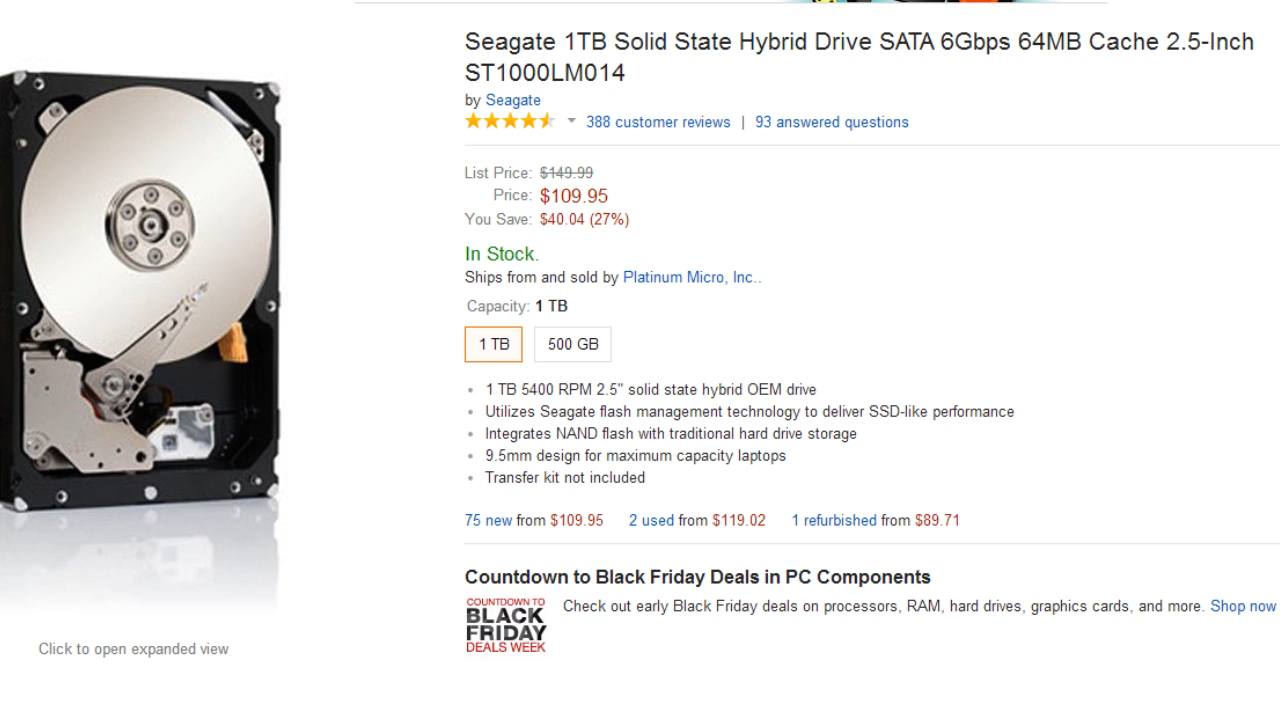 Seagate 1TB Solid State Hybrid Drive SATA 6Gbps 64MB Cache 2.5-Inch
ST1000LM014
by Seagate
388 customer reviews | 93 answered questions
List Price: $149.99
Price: $109.95
You Save: $40.04 (27%)
In Stock.
Ships from and sold by Platinum Micro, Inc..
Capacity: 1 TB
1 TB 500 GB
1 TB 5400 RPM 2.5" solid state hybrid OEM drive
Utilizes Seagate flash management technology to deliver SSD-like performance
Integrates NAND flash with traditional hard drive storage
9.5mm design for maximum capacity laptops
Transfer kit not included
75 new from $109.95 2 used from $119.02 1 refurbished from $89.71
Countdown to Black Friday Deals in PC Components
COUNTDOWN TO
BLACK
FRIDAY
DEALS WEEK
Check out early Black Friday deals on processors, RAM, hard drives, graphics cards, and more. Shop now
Click to open expanded view